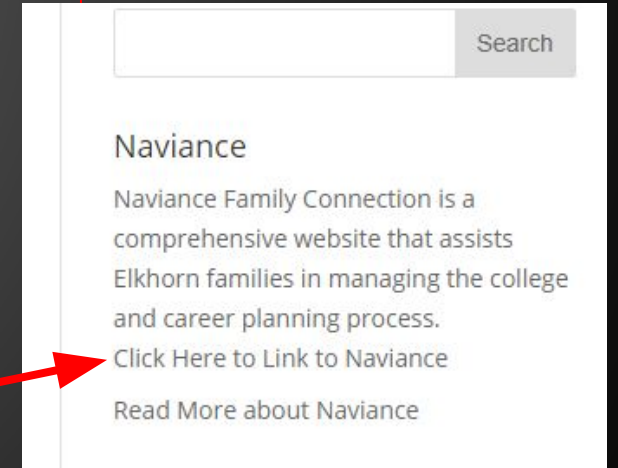 Search
Naviance
Naviance Family Connection is a
comprehensive website that assists
Elkhorn families in managing the college
and career planning process.
Click Here to Link to Naviance
Read More about Naviance